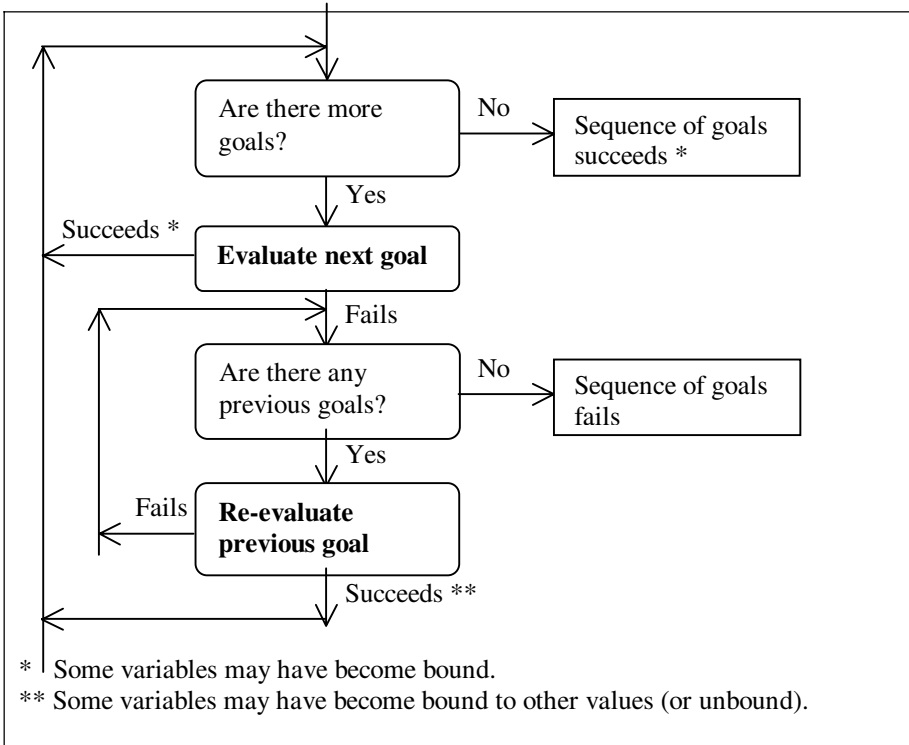 Are there more
goals?
No
Sequence of goals
succeeds *
Yes
Succeeds *
Evaluate next goal
Fails
Are there any
previous goals?
No
Sequence of goals
fails
Yes
Fails
Re-evaluate
previous goal
Succeeds **
* Some variables may have become bound.
** Some variables may have become bound to other values (or unbound).